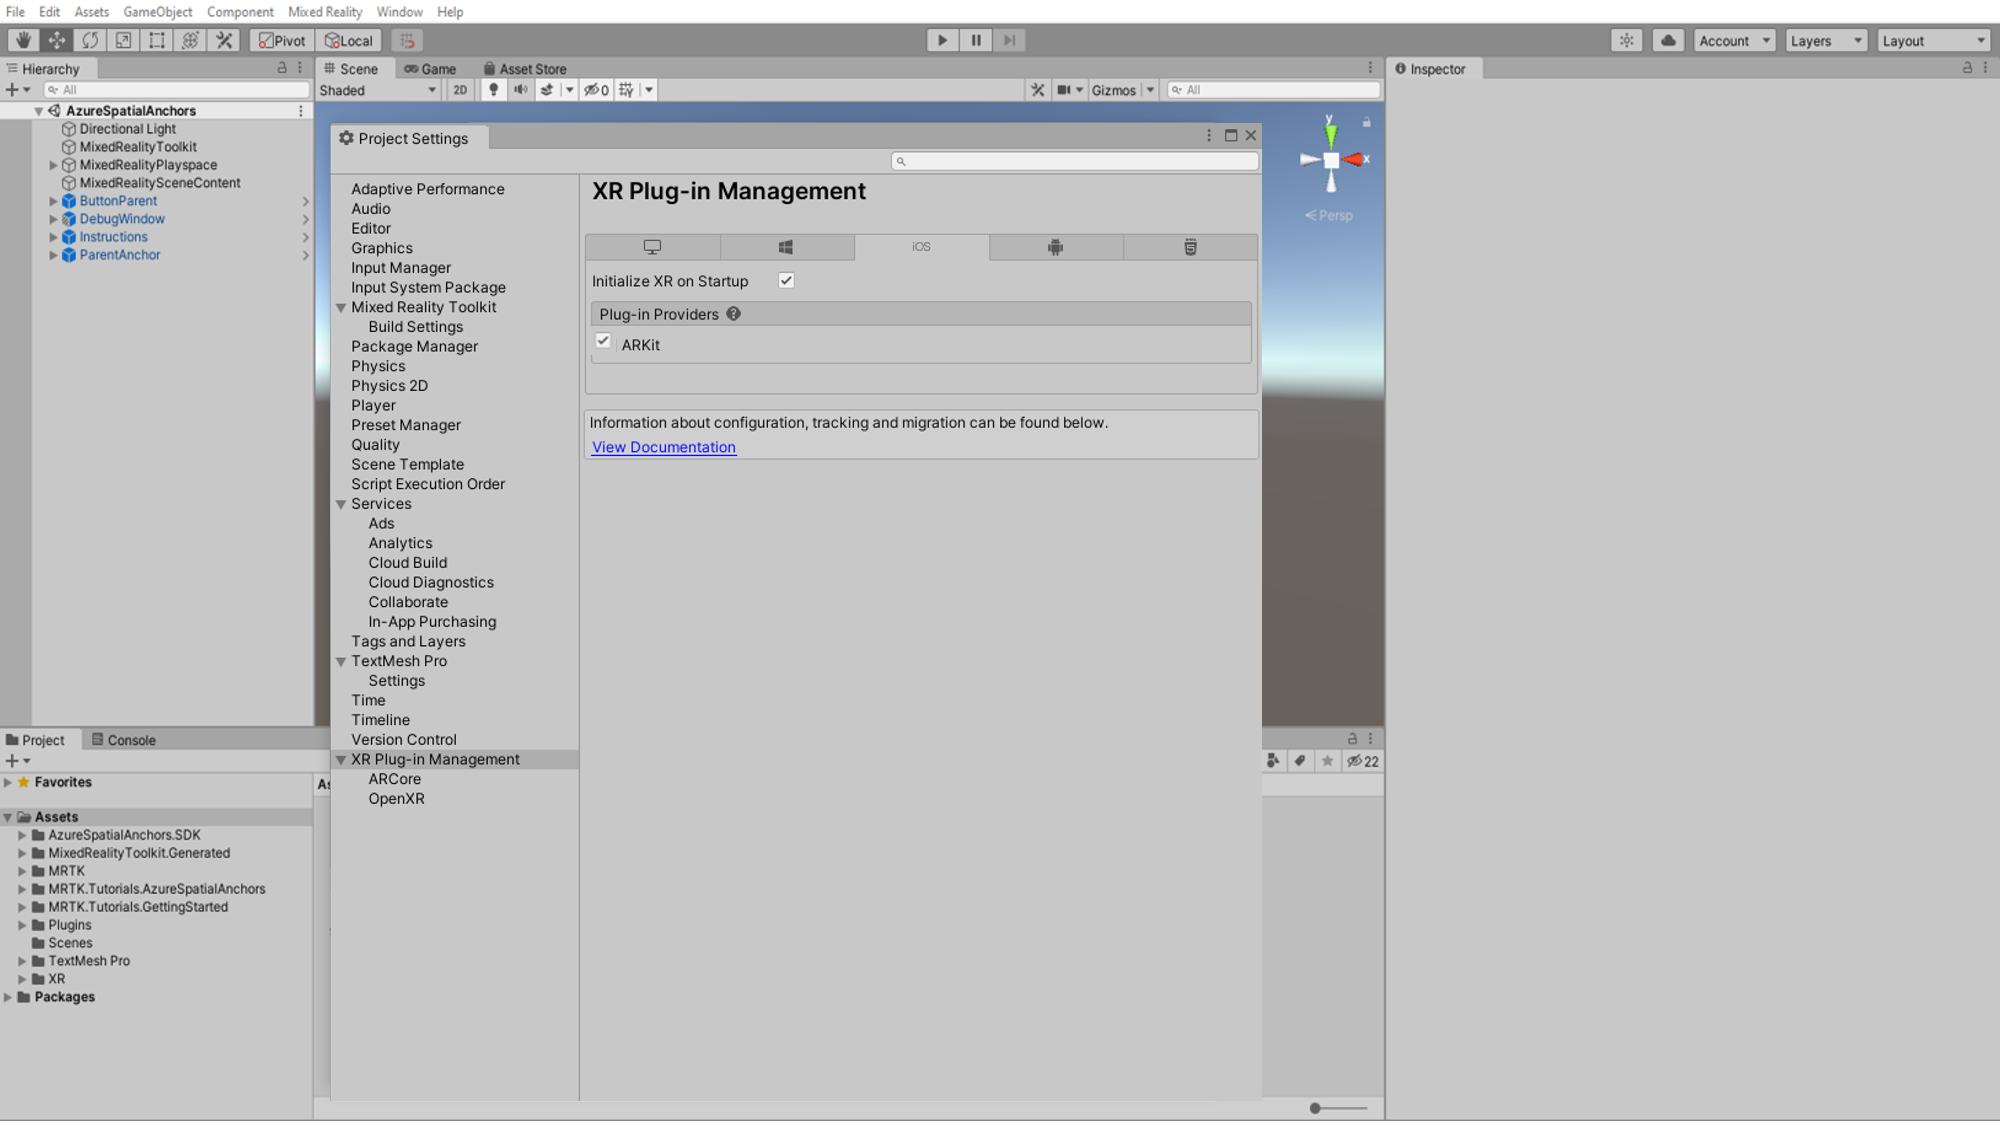 File Edit Assets GameObject Component Mixed Reality Window Help
Pivot Local Account Layers Layout
Hierarchy
All
AzureSpatialAnchors
Directional Light
MixedRealityToolkit
MixedRealityPlayspace
MixedRealitySceneContent
ButtonParent
DebugWindow
Instructions
ParentAnchor
Scene Game Asset Store
Shaded 2D 0 Gizmos All
y
x
Persp
Inspector
Project Settings
Adaptive Performance
Audio
Editor
Graphics
Input Manager
Input System Package
Mixed Reality Toolkit
Build Settings
Package Manager
Physics
Physics 2D
Player
Preset Manager
Quality
Scene Template
Script Execution Order
Services
Ads
Analytics
Cloud Build
Cloud Diagnostics
Collaborate
In-App Purchasing
Tags and Layers
TextMesh Pro
Settings
Time
Timeline
Version Control
XR Plug-in Management
ARCore
OpenXR
XR Plug-in Management
iOS
Initialize XR on Startup
Plug-in Providers
ARKit
Information about configuration, tracking and migration can be found below.
View Documentation
Project Console
22
Favorites
As
Assets
AzureSpatialAnchors.SDK
MixedRealityToolkit.Generated
MRTK
MRTK.Tutorials.AzureSpatialAnchors
MRTK.Tutorials.GettingStarted
Plugins
Scenes
TextMesh Pro
XR
Packages